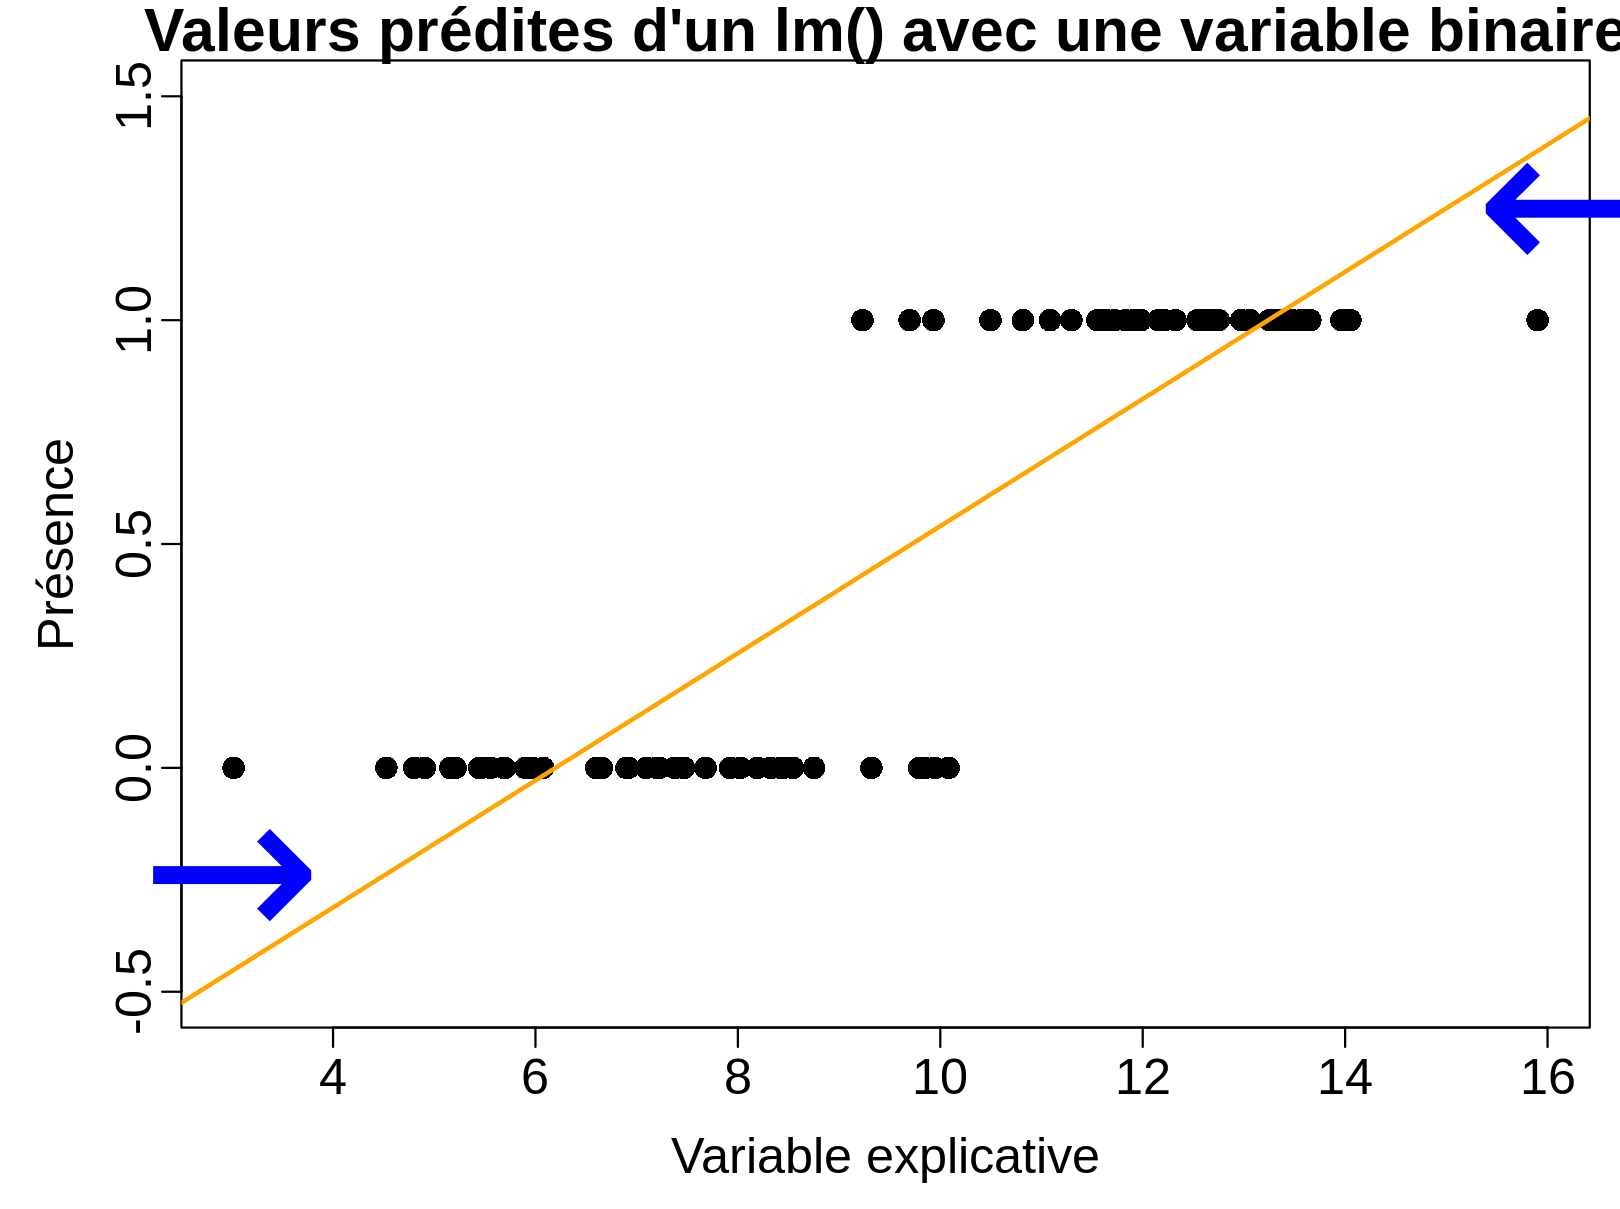 Valeurs prédites d'un lm() avec une variable binaire
1.5
1.0
0.5
0.0
-0.5
Présence
4 6 8 10 12 14 16
Variable explicative